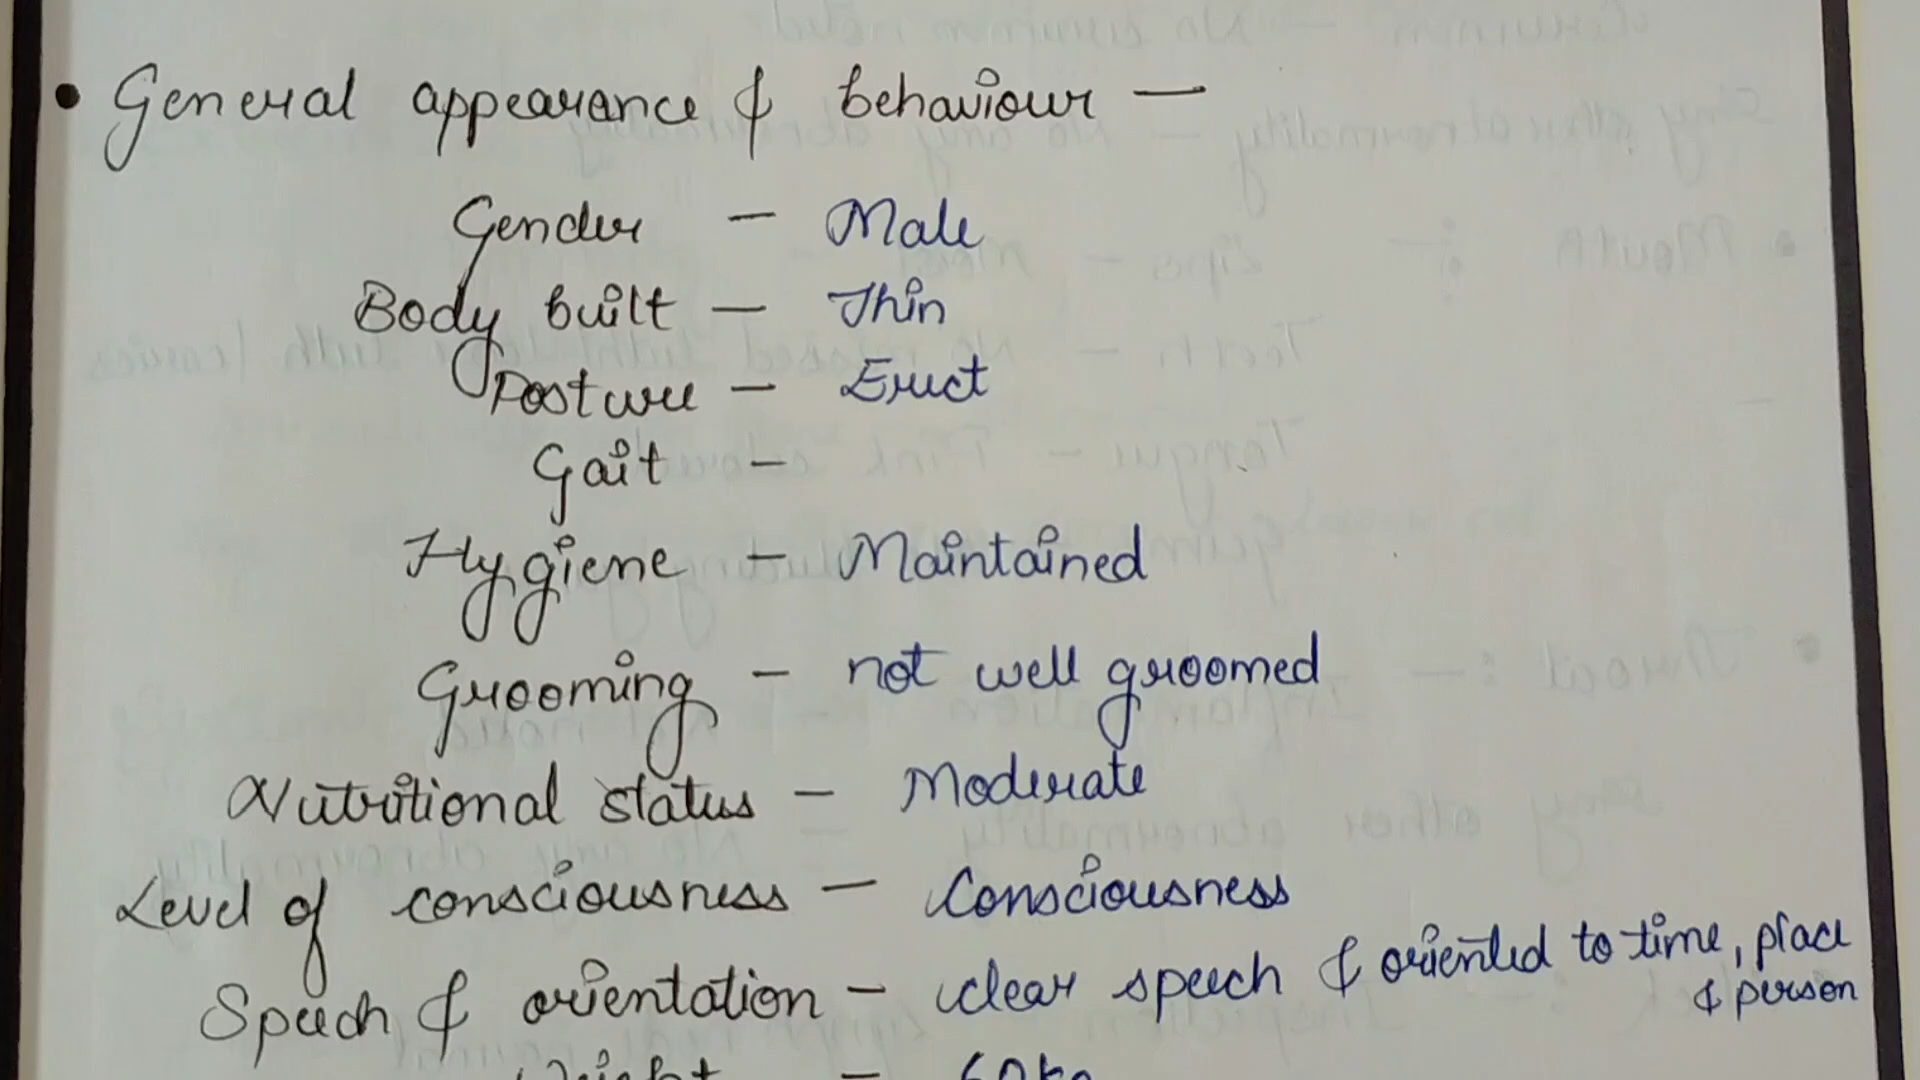 • General appearance & behaviour —
Gender — Male
Body built — Thin
Posture — Erect
Gait —
Hygiene — Maintained
Grooming — not well groomed
Nutritional status — Moderate
Level of consciousness — Consciousness
Speech & orientation — clear speech & oriented to time, place
& person